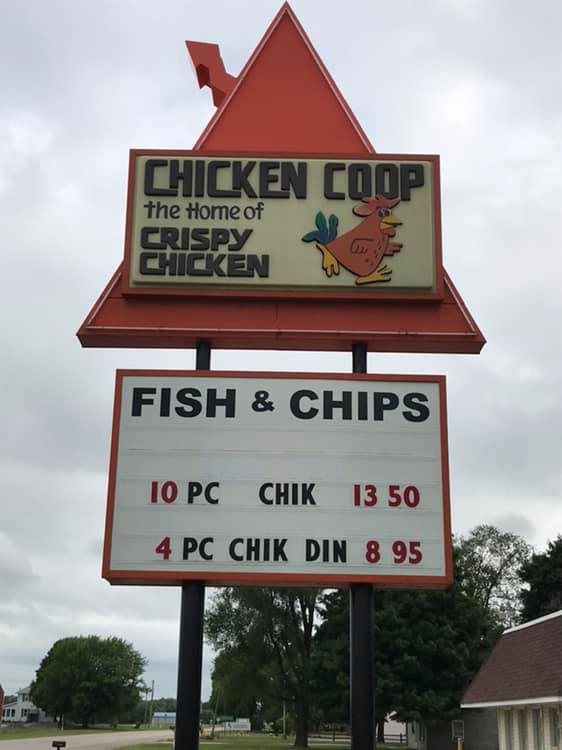 CHICKEN COOP
the Home of
CRISPY
CHICKEN
FISH & CHIPS
10 PC CHIK 13 50
4 PC CHIK DIN 8 95